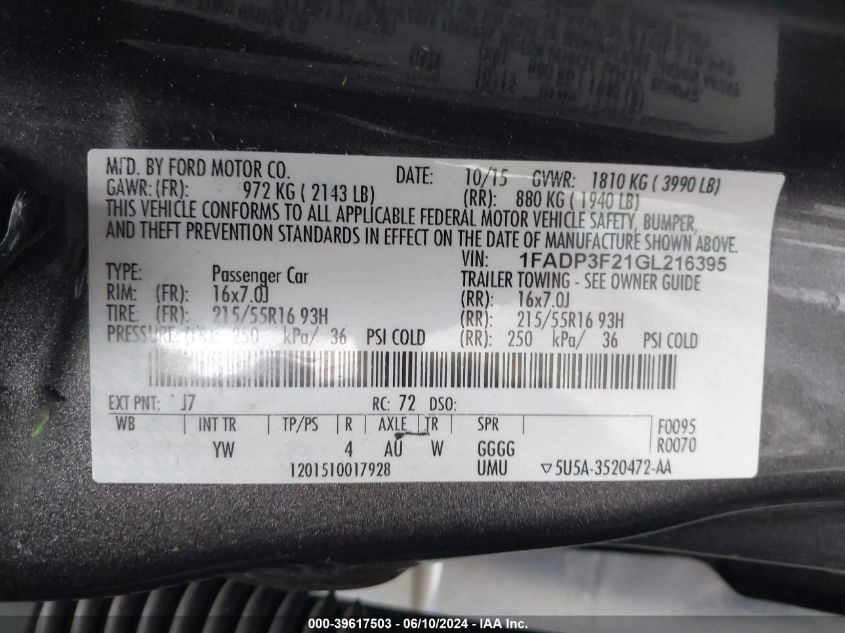 MFD. BY FORD MOTOR CO. DATE: 10/15 GVWR: 1810 KG ( 3990 LB)
GAWR: (FR): 972 KG ( 2143 LB) (RR): 880 KG ( 1940 LB)
THIS VEHICLE CONFORMS TO ALL APPLICABLE FEDERAL MOTOR VEHICLE SAFETY, BUMPER,
AND THEFT PREVENTION STANDARDS IN EFFECT ON THE DATE OF MANUFACTURE SHOWN ABOVE.
VIN: 1FADP3F21GL216395
TYPE: Passenger Car TRAILER TOWING - SEE OWNER GUIDE
RIM: (FR): 16x7.0J (RR): 16x7.0J
TIRE: (FR): 215/55R16 93H (RR): 215/55R16 93H
PRESSURE: (FR): 250 kPa/ 36 PSI COLD (RR): 250 kPa/ 36 PSI COLD
EXT PNT: J7 RC: 72 DSO:
WB INT TR TP/PS R AXLE TR SPR F0095
YW 4 AU W GGGG R0070
1201510017928 UMU ▽5U5A-3520472-AA
000-39617503 - 06/10/2024 - IAA Inc.